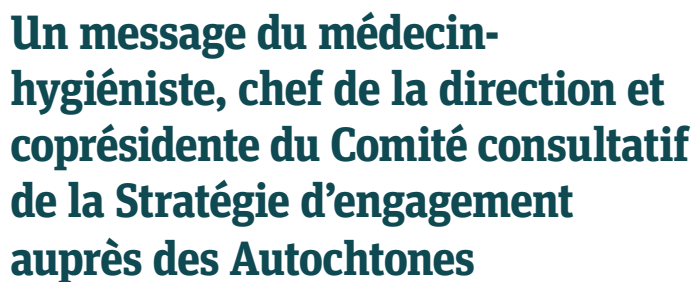 Un message du médecin-
hygiéniste, chef de la direction et
coprésidente du Comité consultatif
de la Stratégie d’engagement
auprès des Autochtones